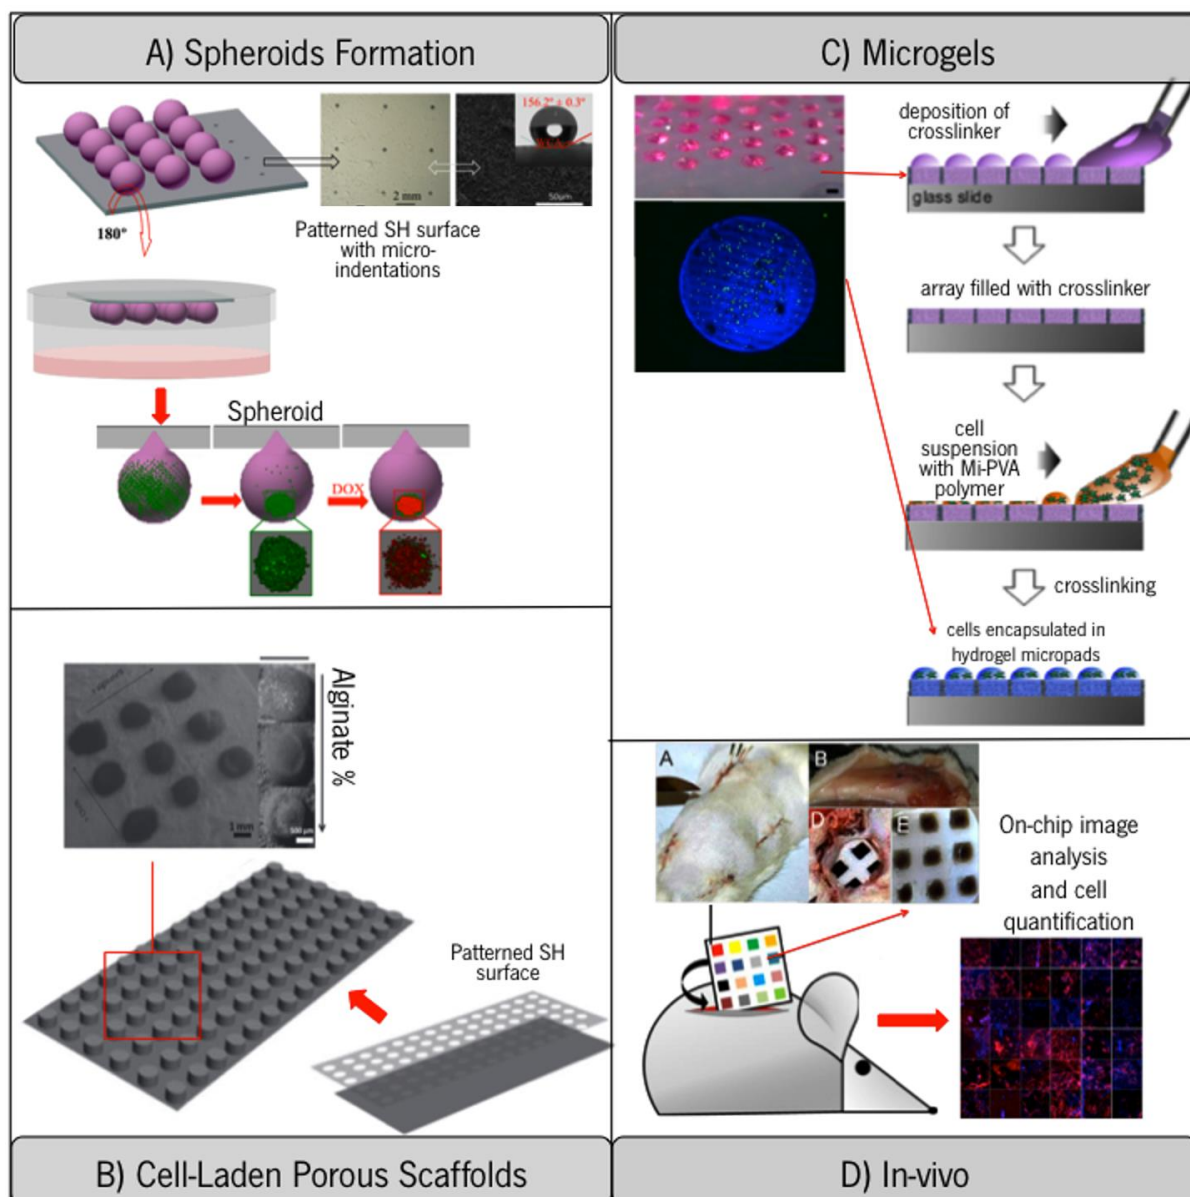 A) Spheroids Formation
156.2° ± 0.3°
2 mm
50µm
180°
Patterned SH surface
with micro-
indentations
Spheroid
DOX
Alginate %
1 mm
500 µm
Patterned SH
surface
B) Cell-Laden Porous Scaffolds
C) Microgels
deposition of
crosslinker
glass slide
array filled with crosslinker
cell
suspension
with Mi-PVA
polymer
crosslinking
cells encapsulated in
hydrogel micropads
A
B
D
E
On-chip image
analysis
and cell
quantification
D) In-vivo